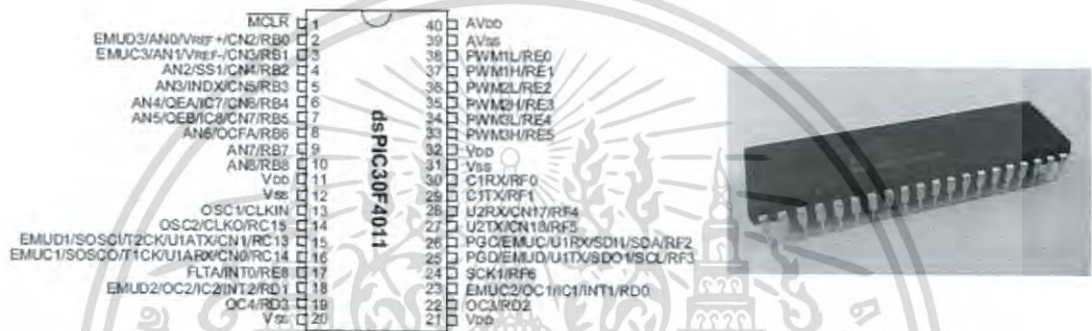 MCLR 1
EMUD3/AN0/VREF+/CN2/RB0 2
EMUC3/AN1/VREF-/CN3/RB1 3
AN2/SS1/CN4/RB2 4
AN3/INDX/CN5/RB3 5
AN4/QEA/IC7/CN6/RB4 6
AN5/QEB/IC8/CN7/RB5 7
AN6/OCFA/RB6 8
AN7/RB7 9
AN8/RB8 10
VDD 11
VSS 12
OSC1/CLKIN 13
OSC2/CLKO/RC15 14
EMUD1/SOSCI/T2CK/U1ATX/CN1/RC13 15
EMUC1/SOSCO/T1CK/U1ARX/CN0/RC14 16
FLTA/INT0/RE8 17
EMUD2/OC2/IC2/INT2/RD1 18
OC4/RD3 19
VSS 20
dsPIC30F4011
40 AVDD
39 AVSS
38 PWM1L/RE0
37 PWM1H/RE1
36 PWM2L/RE2
35 PWM2H/RE3
34 PWM3L/RE4
33 PWM3H/RE5
32 VDD
31 VSS
30 C1RX/RF0
29 C1TX/RF1
28 U2RX/CN17/RF4
27 U2TX/CN18/RF5
26 PGC/EMUC/U1RX/SDI1/SDA/RF2
25 PGD/EMUD/U1TX/SDO1/SCL/RF3
24 SCK1/RF6
23 EMUC2/OC1/IC1/INT1/RD0
22 OC3/RD2
21 VDD